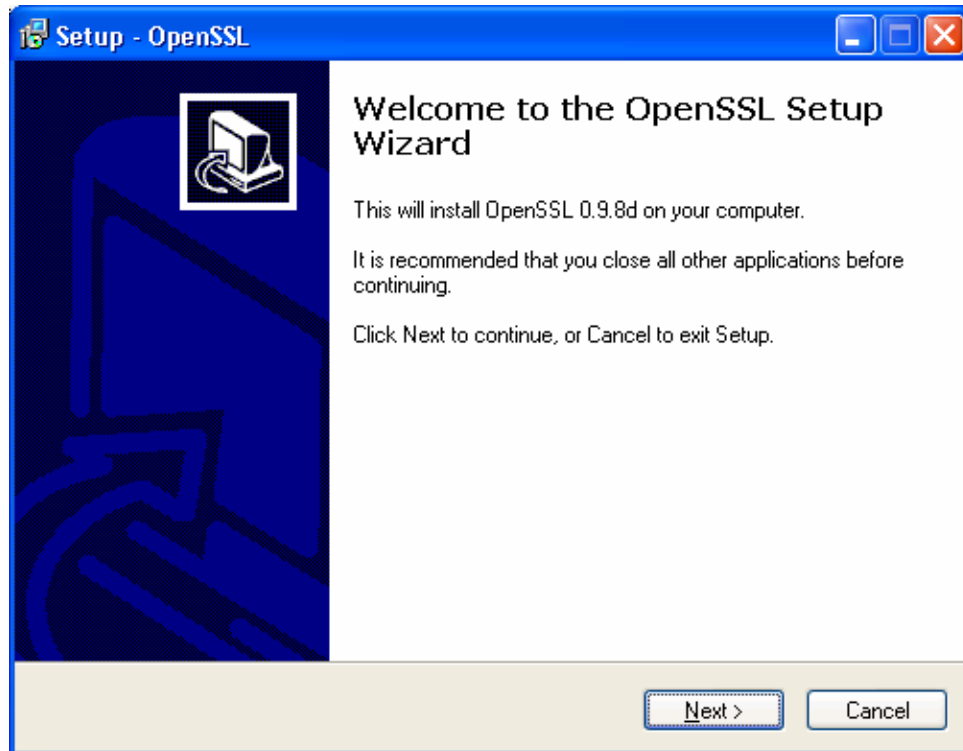 Setup - OpenSSL
Welcome to the OpenSSL Setup
Wizard
This will install OpenSSL 0.9.8d on your computer.
It is recommended that you close all other applications before
continuing.
Click Next to continue, or Cancel to exit Setup.
Next >
Cancel